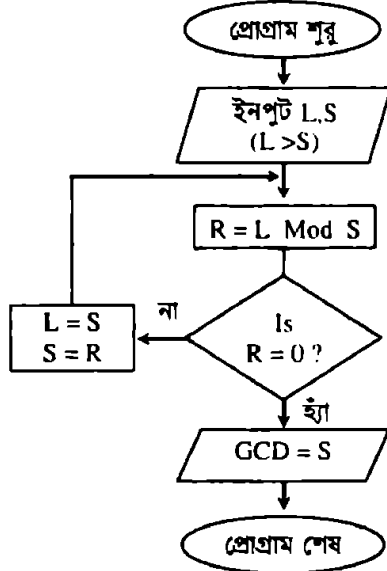 প্রোগ্রাম শুরু
ইনপুট L,S
(L >S)
R = L Mod S
Is
R = 0 ?
না
L = S
S = R
হ্যাঁ
GCD = S
প্রোগ্রাম শেষ